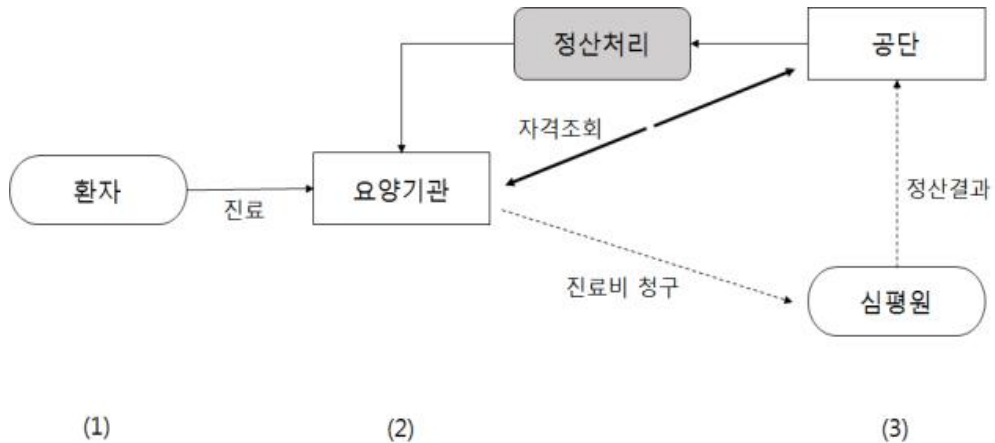 정산처리
공단
자격조회
환자
진료
요양기관
정산결과
진료비 청구
심평원
(1)
(2)
(3)